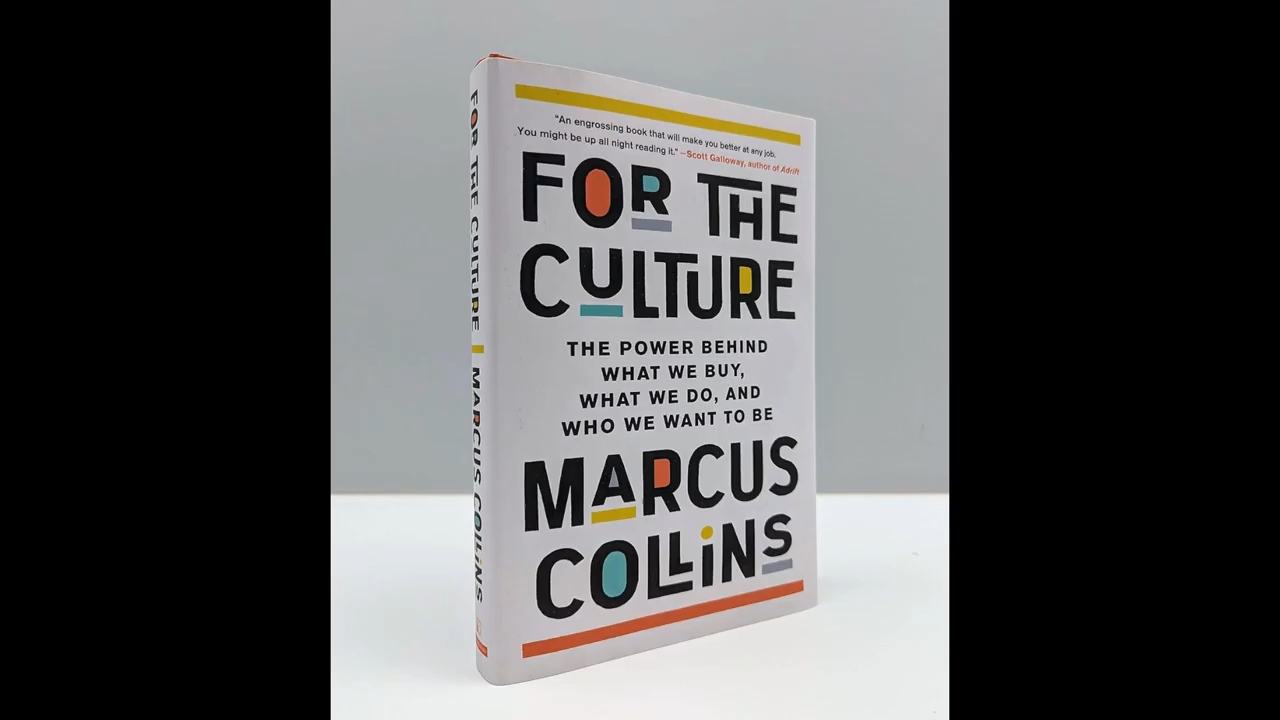 FOR THE CULTURE MARCUS COLLINS
"An engrossing book that will make you better at any job.
You might be up all night reading it." —Scott Galloway, author of Adrift
FOR THE
CULTURE
THE POWER BEHIND
WHAT WE BUY,
WHAT WE DO, AND
WHO WE WANT TO BE
MARCUS
COLLiNS